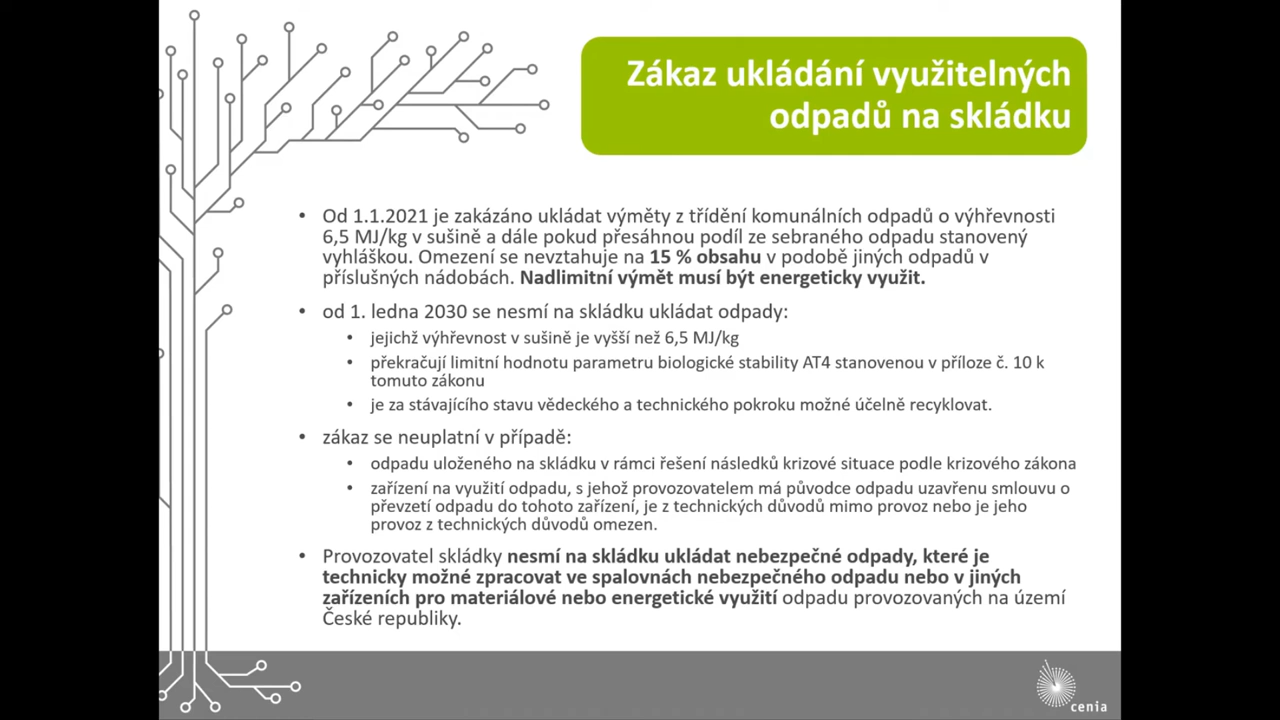 Zákaz ukládání využitelných
odpadů na skládku
• Od 1.1.2021 je zakázáno ukládat výměty z třídění komunálních odpadů o výhřevnosti
6,5 MJ/kg v sušině a dále pokud přesáhnou podíl ze sebraného odpadu stanovený
vyhláškou. Omezení se nevztahuje na 15 % obsahu v podobě jiných odpadů v
příslušných nádobách. Nadlimitní výmět musí být energeticky využit.
• od 1. ledna 2030 se nesmí na skládku ukládat odpady:
• jejichž výhřevnost v sušině je vyšší než 6,5 MJ/kg
• překračují limitní hodnotu parametru biologické stability AT4 stanovenou v příloze č. 10 k
tomuto zákonu
• je za stávajícího stavu vědeckého a technického pokroku možné účelně recyklovat.
• zákaz se neuplatní v případě:
• odpadu uloženého na skládku v rámci řešení následků krizové situace podle krizového zákona
• zařízení na využití odpadu, s jehož provozovatelem má původce odpadu uzavřenu smlouvu o
převzetí odpadu do tohoto zařízení, je z technických důvodů mimo provoz nebo je jeho
provoz z technických důvodů omezen.
• Provozovatel skládky nesmí na skládku ukládat nebezpečné odpady, které je
technicky možné zpracovat ve spalovnách nebezpečného odpadu nebo v jiných
zařízeních pro materiálové nebo energetické využití odpadu provozovaných na území
České republiky.
cenia